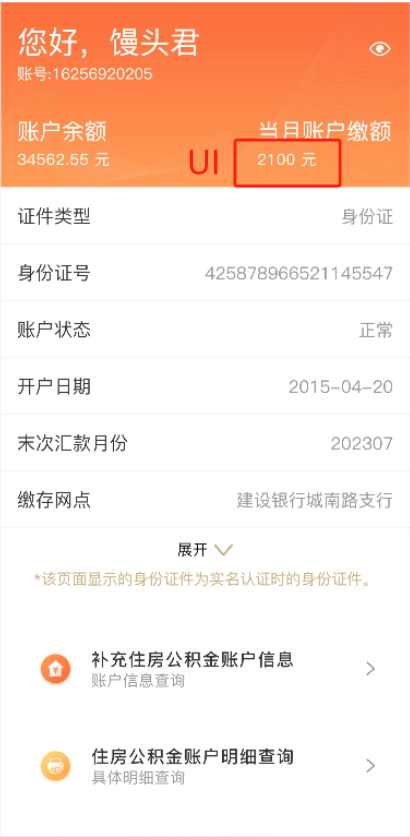 您好，馒头君
账号:16256920205
账户余额
当月账户缴额
34562.55 元
UI
2100 元
证件类型
身份证
身份证号
425878966521145547
账户状态
正常
开户日期
2015-04-20
末次汇款月份
202307
缴存网点
建设银行城南路支行
展开
*该页面显示的身份证件为实名认证时的身份证件。
补充住房公积金账户信息
账户信息查询
住房公积金账户明细查询
具体明细查询